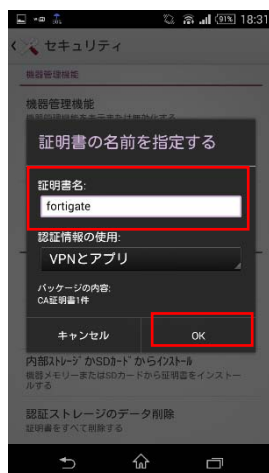 91% 18:31
セキュリティ
機器管理機能
機器管理機能
証明書の名前を指定する
証明書名:
fortigate
認証情報の使用:
VPNとアプリ
パッケージの内容:
CA証明書1件
キャンセル
OK
内部ストレージかSDカードからインストール
機器メモリーまたはSDカードから証明書をインストー
ルする
認証ストレージのデータ削除
証明書をすべて削除する